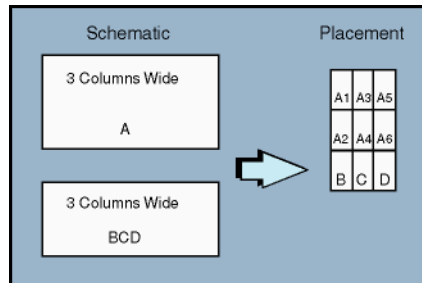 Schematic
3 Columns Wide
A
3 Columns Wide
BCD
Placement
A1 A3 A5
A2 A4 A6
B C D